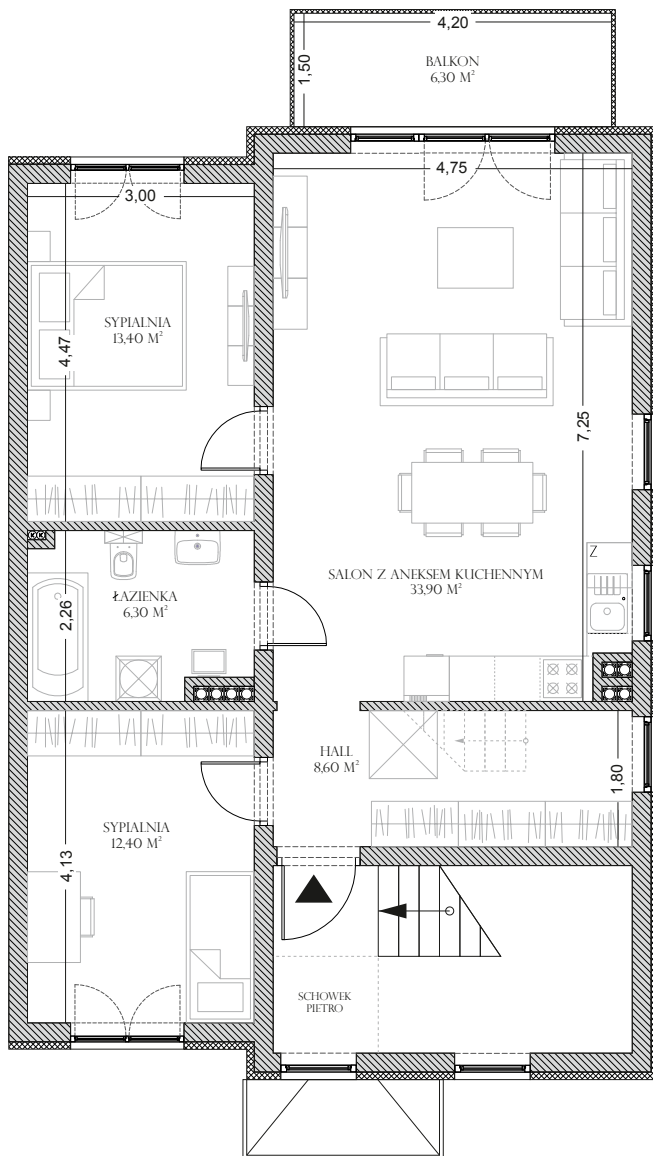 4,20
1,50
BALKON
6,30 M²
3,00
4,75
SYPIALNIA
13,40 M²
4,47
7,25
Z
SALON Z ANEKSEM KUCHENNYM
33,90 M²
ŁAZIENKA
6,30 M²
2,26
HALL
8,60 M²
1,80
SYPIALNIA
12,40 M²
4,13
SCHOWEK
PIETRO